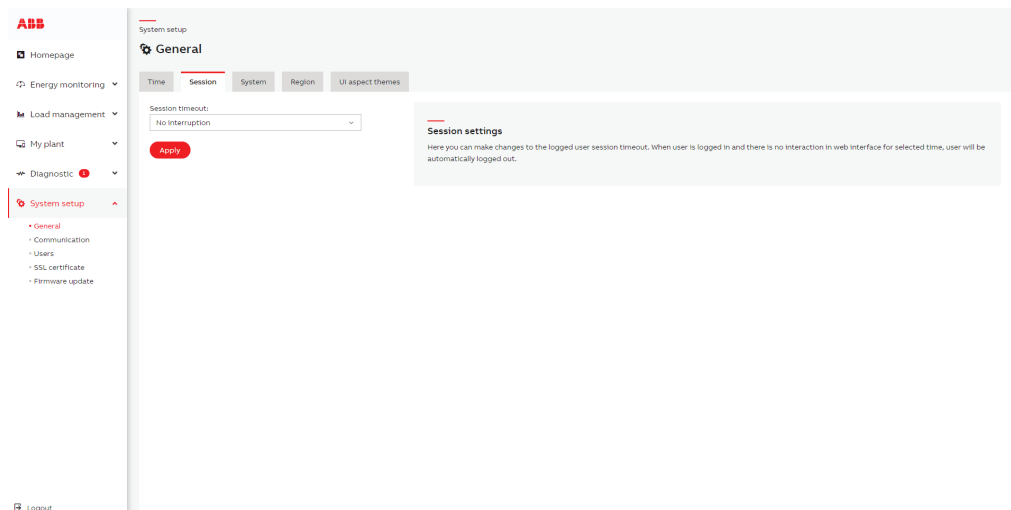 ABB
Homepage
Energy monitoring
Load management
My plant
Diagnostic 1
System setup
General
Communication
Users
SSL certificate
Firmware update
Logout
System setup
General
Time
Session
System
Region
UI aspect themes
Session timeout:
No interruption
Apply
Session settings
Here you can make changes to the logged user session timeout. When user is logged in and there is no interaction in web interface for selected time, user will be
automatically logged out.